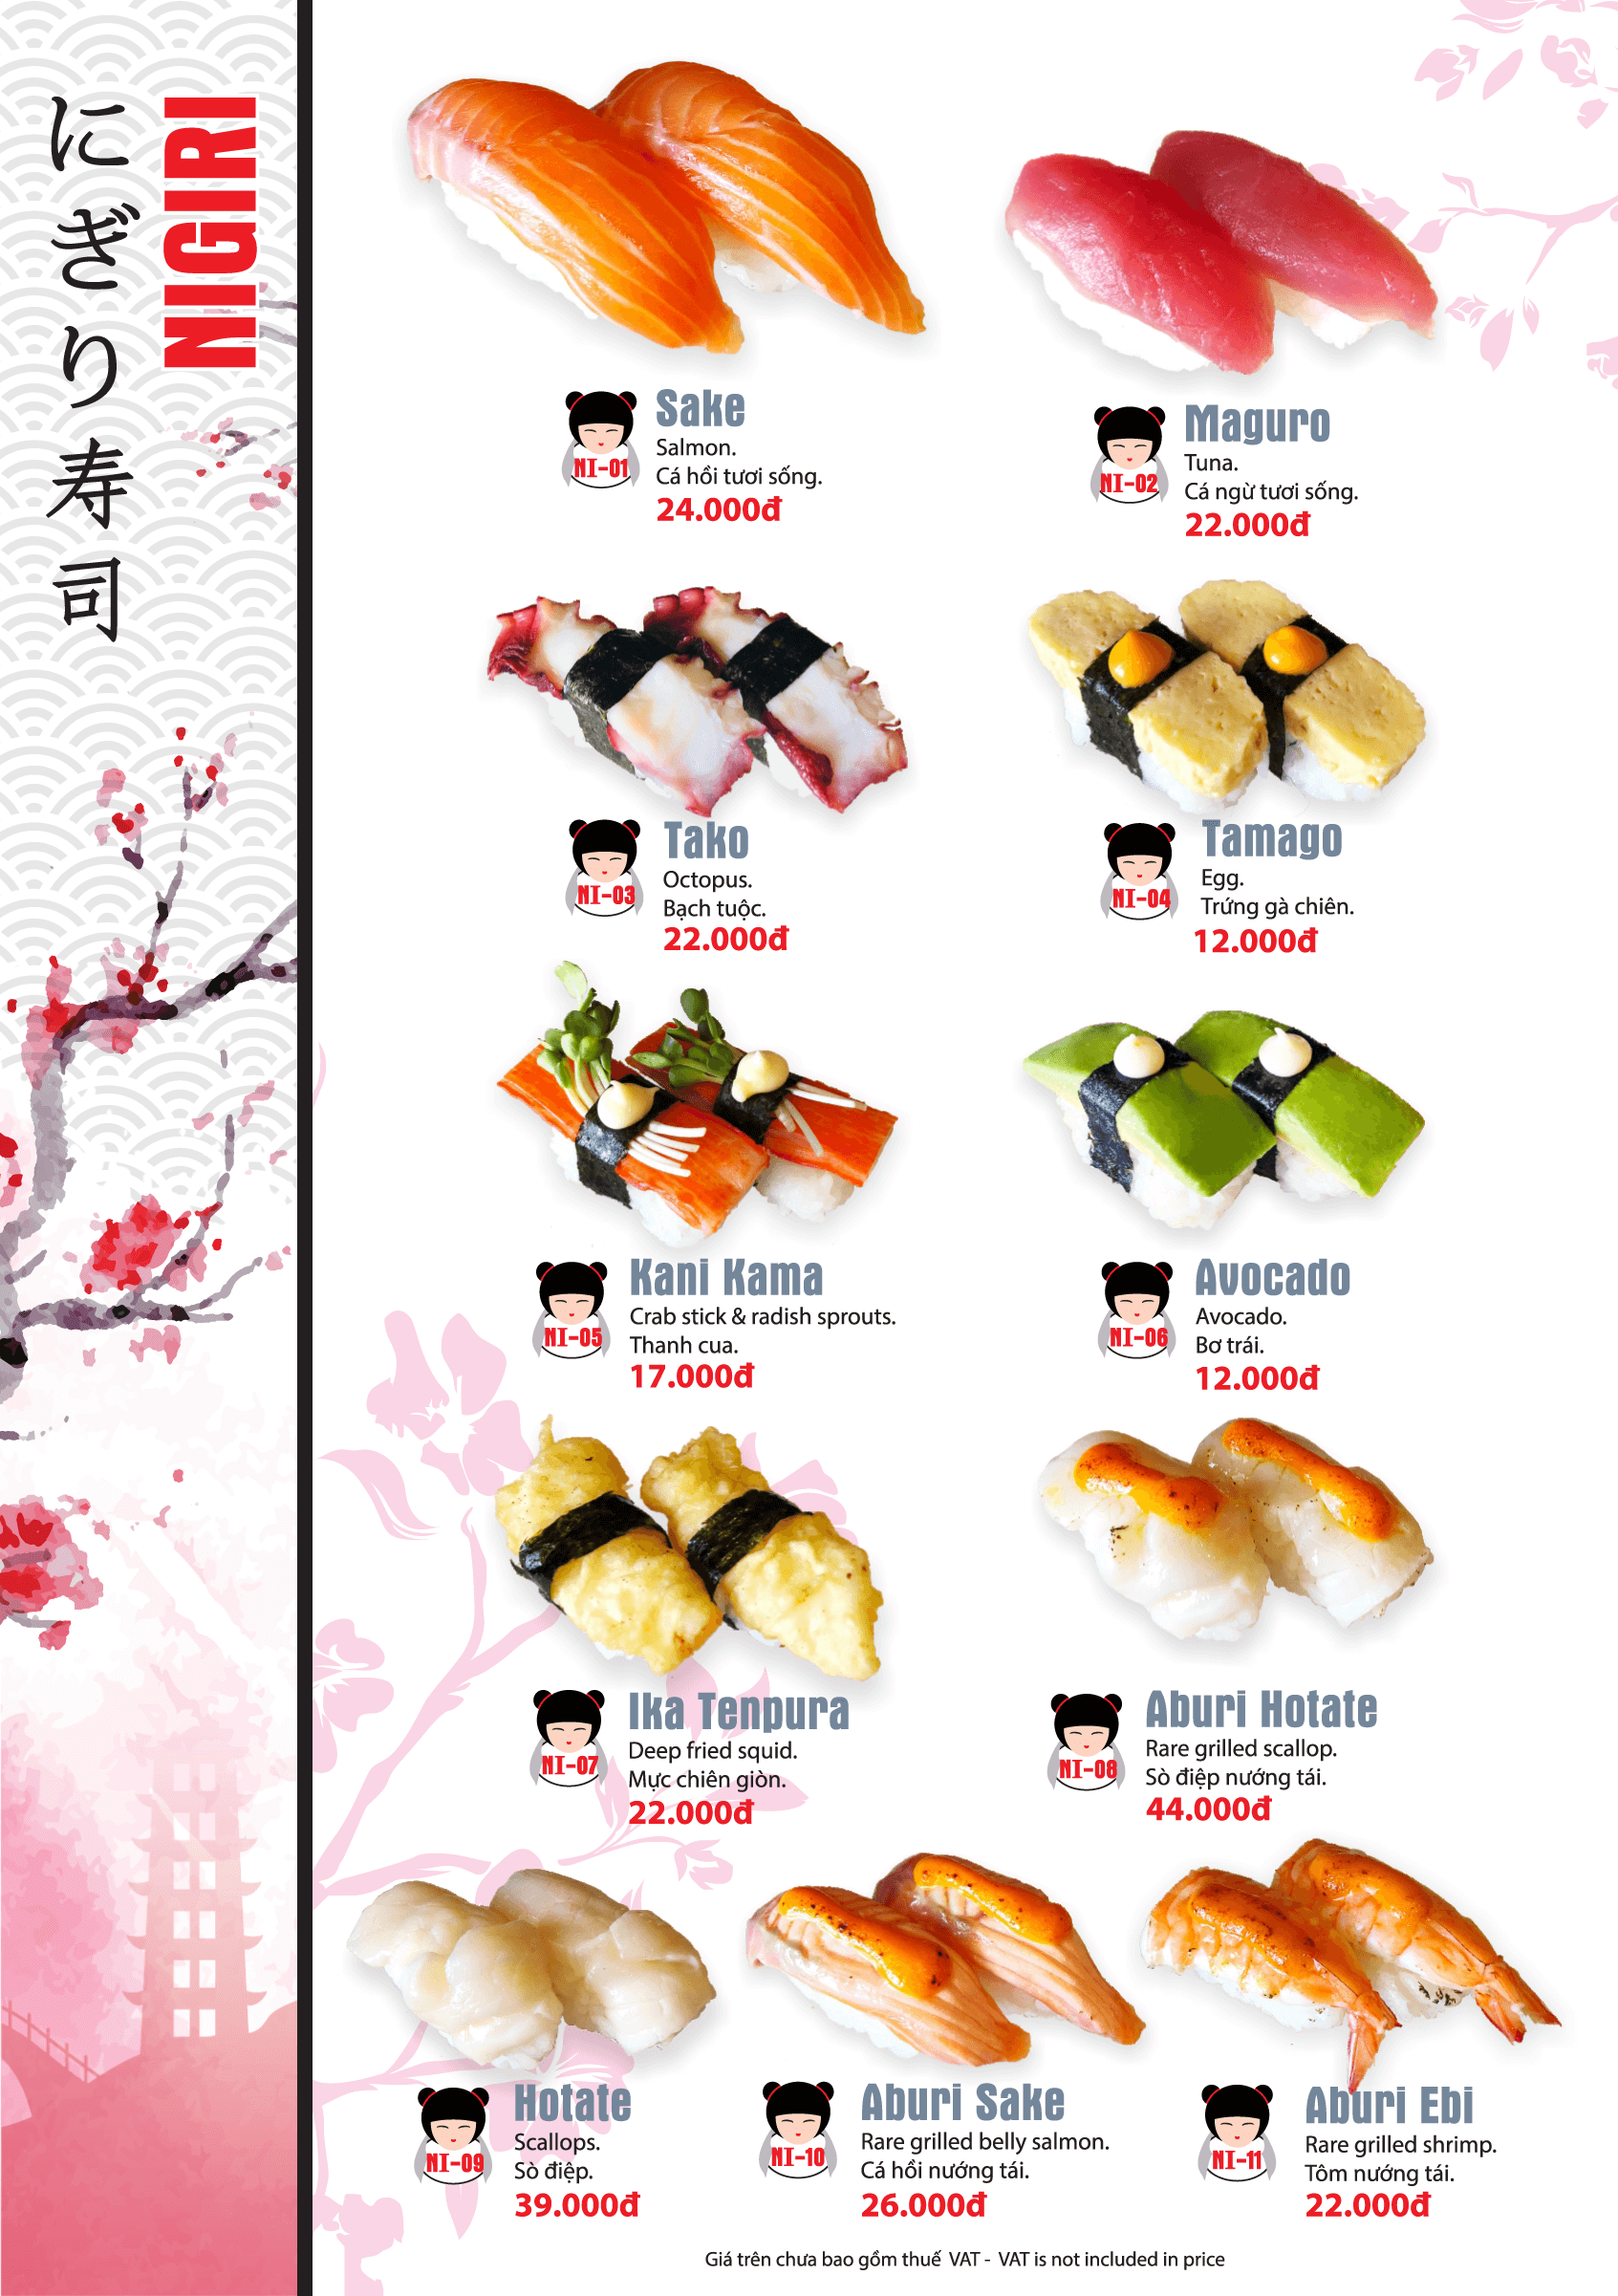 にぎり寿司
NIGIRI
Sake
NI-01
Salmon.
Cá hồi tươi sống.
24.000đ
Maguro
NI-02
Tuna.
Cá ngừ tươi sống.
22.000đ
Tako
NI-03
Octopus.
Bạch tuộc.
22.000đ
Tamago
NI-04
Egg.
Trứng gà chiên.
12.000đ
Kani Kama
NI-05
Crab stick & radish sprouts.
Thanh cua.
17.000đ
Avocado
NI-06
Avocado.
Bơ trái.
12.000đ
Ika Tenpura
NI-07
Deep fried squid.
Mực chiên giòn.
22.000đ
Aburi Hotate
NI-08
Rare grilled scallop.
Sò điệp nướng tái.
44.000đ
Hotate
NI-09
Scallops.
Sò điệp.
39.000đ
Aburi Sake
NI-10
Rare grilled belly salmon.
Cá hồi nướng tái.
26.000đ
Aburi Ebi
NI-11
Rare grilled shrimp.
Tôm nướng tái.
22.000đ
Giá trên chưa bao gồm thuế VAT - VAT is not included in price